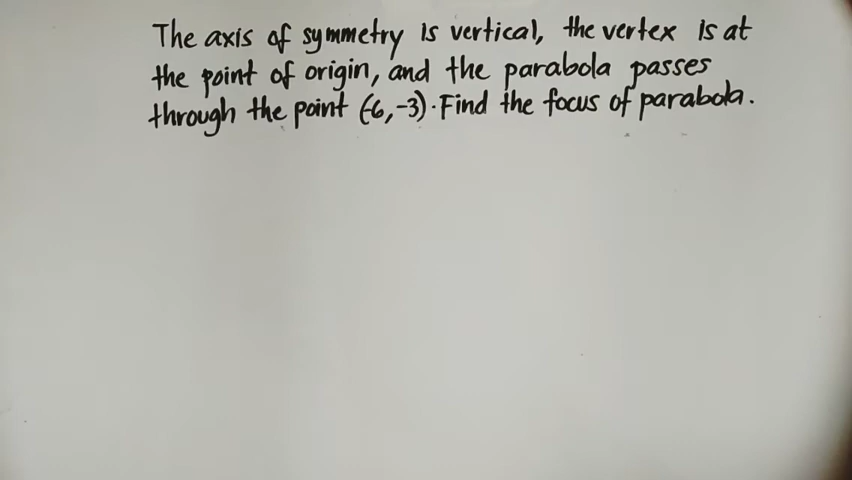 The axis of symmetry is vertical, the vertex is at
the point of origin, and the parabola passes
through the point (-6,-3). Find the focus of parabola.